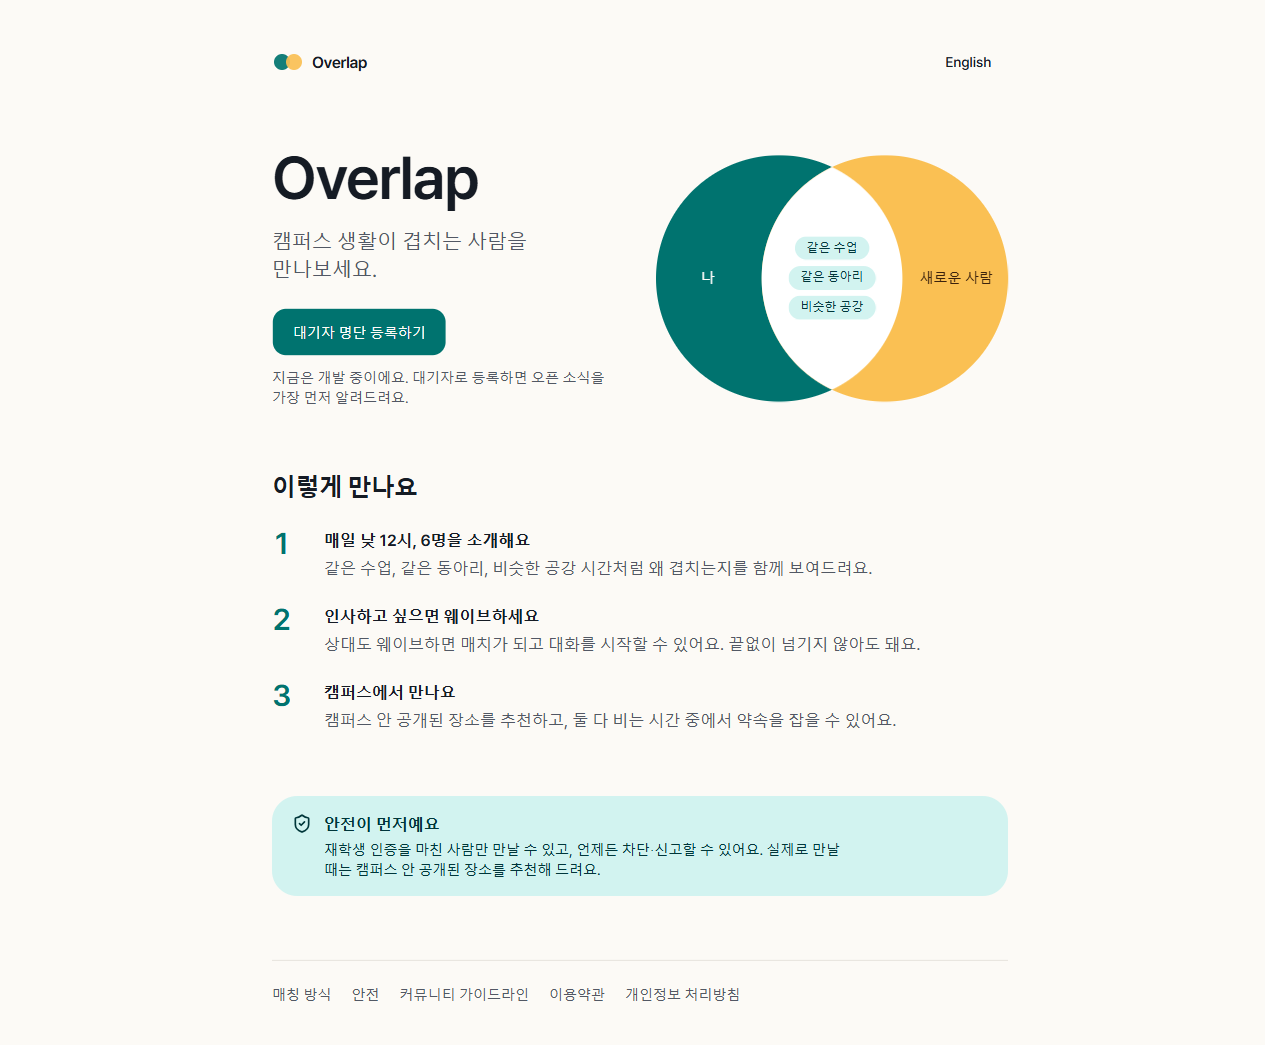 Overlap
English
Overlap
캠퍼스 생활이 겹치는 사람을
만나보세요.
대기자 명단 등록하기
지금은 개발 중이에요. 대기자로 등록하면 오픈 소식을
가장 먼저 알려드려요.
나
같은 수업
같은 동아리
비슷한 공강
새로운 사람
이렇게 만나요
1
매일 낮 12시, 6명을 소개해요
같은 수업, 같은 동아리, 비슷한 공강 시간처럼 왜 겹치는지를 함께 보여드려요.
2
인사하고 싶으면 웨이브하세요
상대도 웨이브하면 매치가 되고 대화를 시작할 수 있어요. 끝없이 넘기지 않아도 돼요.
3
캠퍼스에서 만나요
캠퍼스 안 공개된 장소를 추천하고, 둘 다 비는 시간 중에서 약속을 잡을 수 있어요.
안전이 먼저예요
재학생 인증을 마친 사람만 만날 수 있고, 언제든 차단·신고할 수 있어요. 실제로 만날
때는 캠퍼스 안 공개된 장소를 추천해 드려요.
매칭 방식
안전
커뮤니티 가이드라인
이용약관
개인정보 처리방침